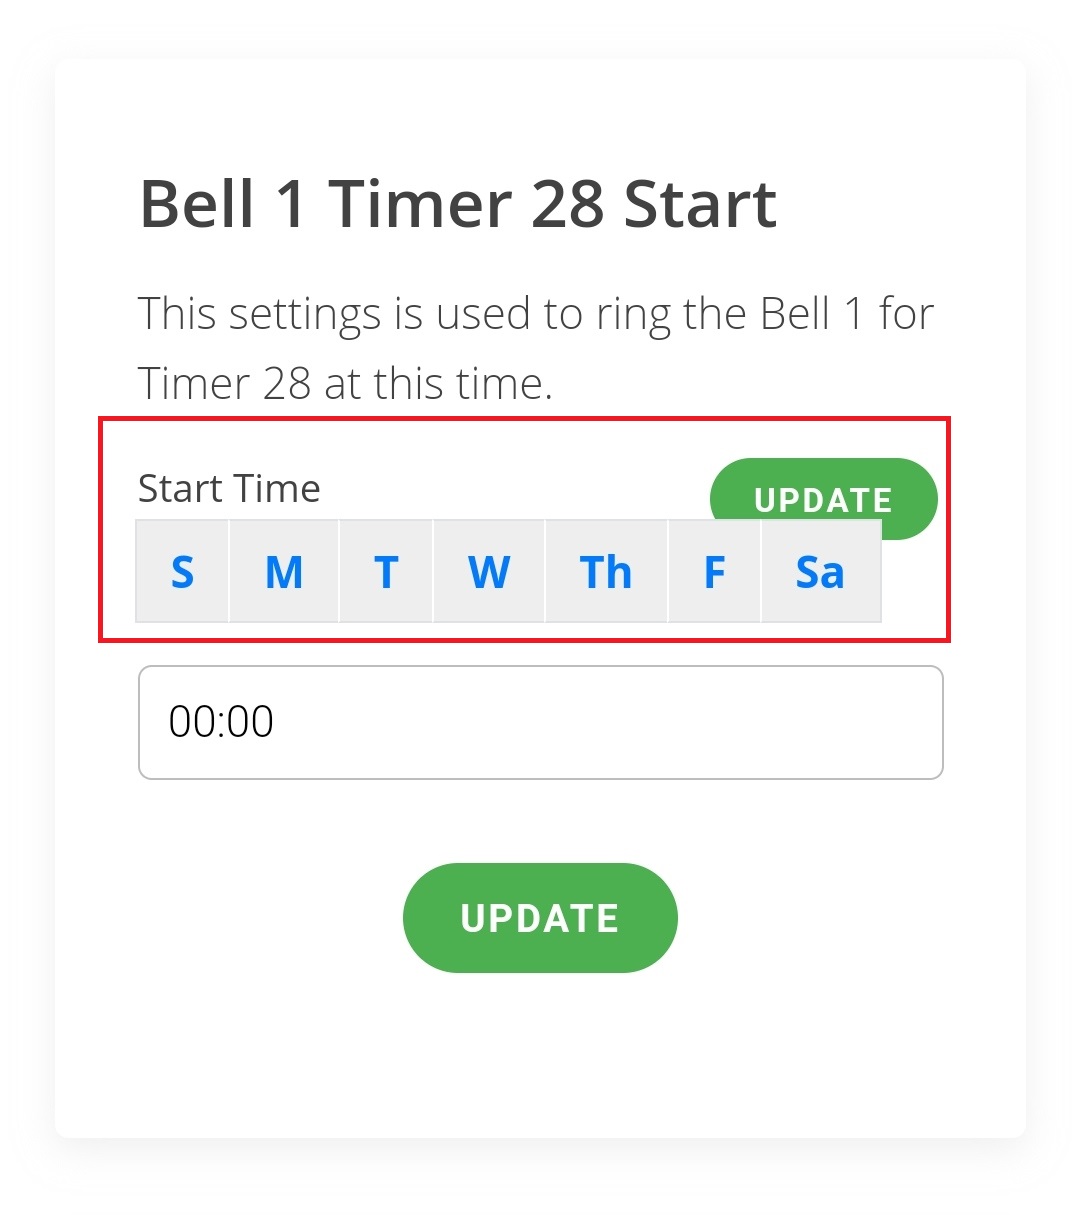 Bell 1 Timer 28 Start
This settings is used to ring the Bell 1 for
Timer 28 at this time.
Start Time
UPDATE
S M T W Th F Sa
00:00
UPDATE